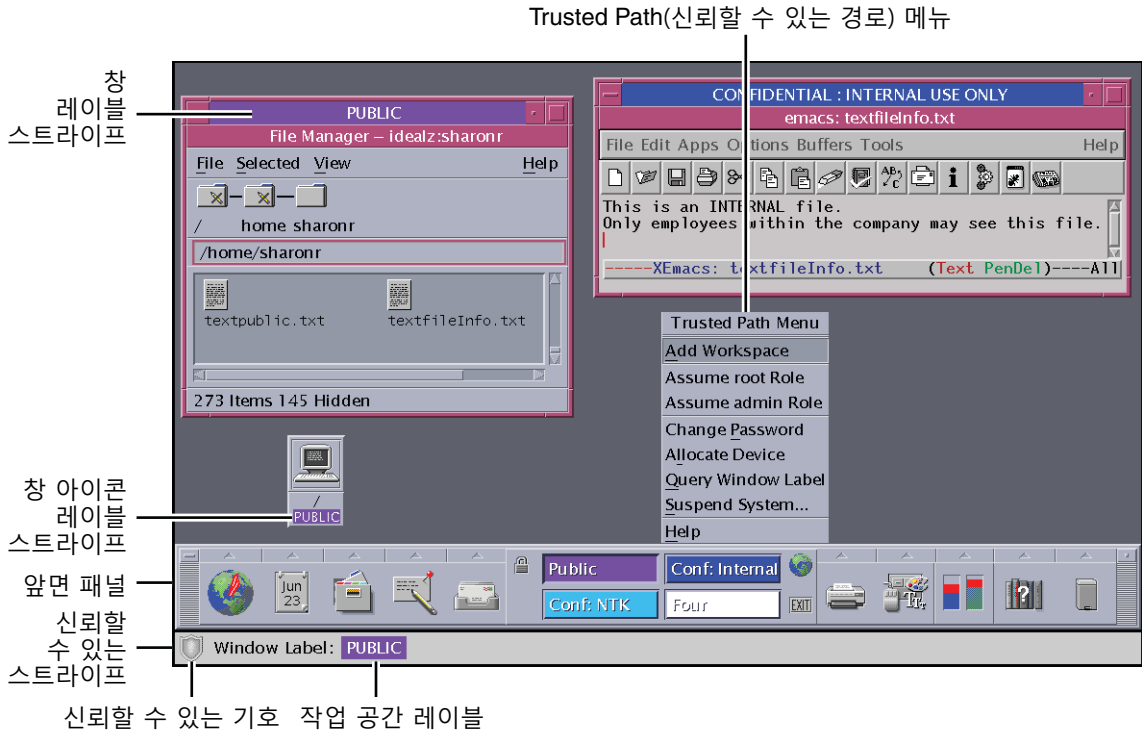 Trusted Path(신뢰할 수 있는 경로) 메뉴
창
레이블
스트라이프
PUBLIC
File Manager – idealz:sharonr
File Selected View Help
/ home sharonr
/home/sharonr
textpublic.txt textfileInfo.txt
273 Items 145 Hidden
CONFIDENTIAL : INTERNAL USE ONLY
emacs: textfileInfo.txt
File Edit Apps Options Buffers Tools Help
This is an INTERNAL file.
Only employees within the company may see this file.
-----XEmacs: textfileInfo.txt (Text PenDel)----All
Trusted Path Menu
Add Workspace
Assume root Role
Assume admin Role
Change Password
Allocate Device
Query Window Label
Suspend System...
Help
창 아이콘
레이블
스트라이프
/
PUBLIC
앞면 패널
Jun
23
Public
Conf: Internal
Conf: NTK
Four
EXIT
신뢰할
수 있는
스트라이프
Window Label: PUBLIC
신뢰할 수 있는 기호
작업 공간 레이블